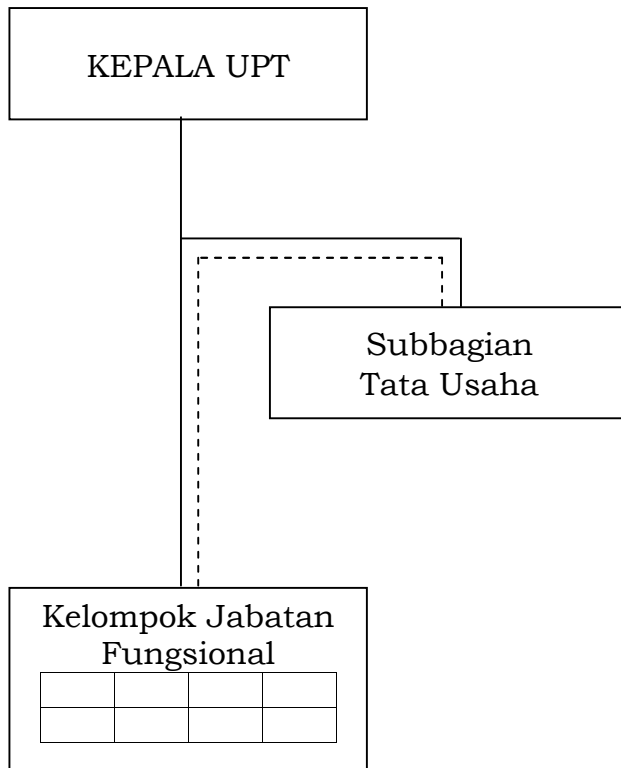 KEPALA UPT
Subbagian
Tata Usaha
Kelompok Jabatan
Fungsional